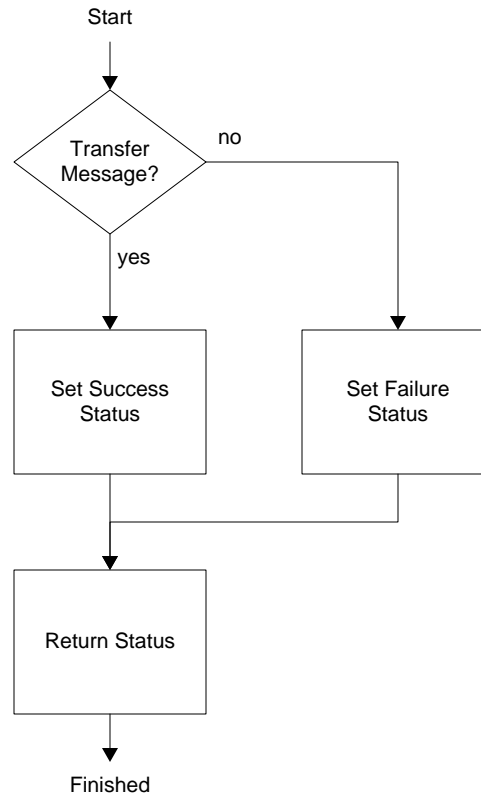 Start
Transfer
Message?
no
yes
Set Success
Status
Set Failure
Status
Return Status
Finished